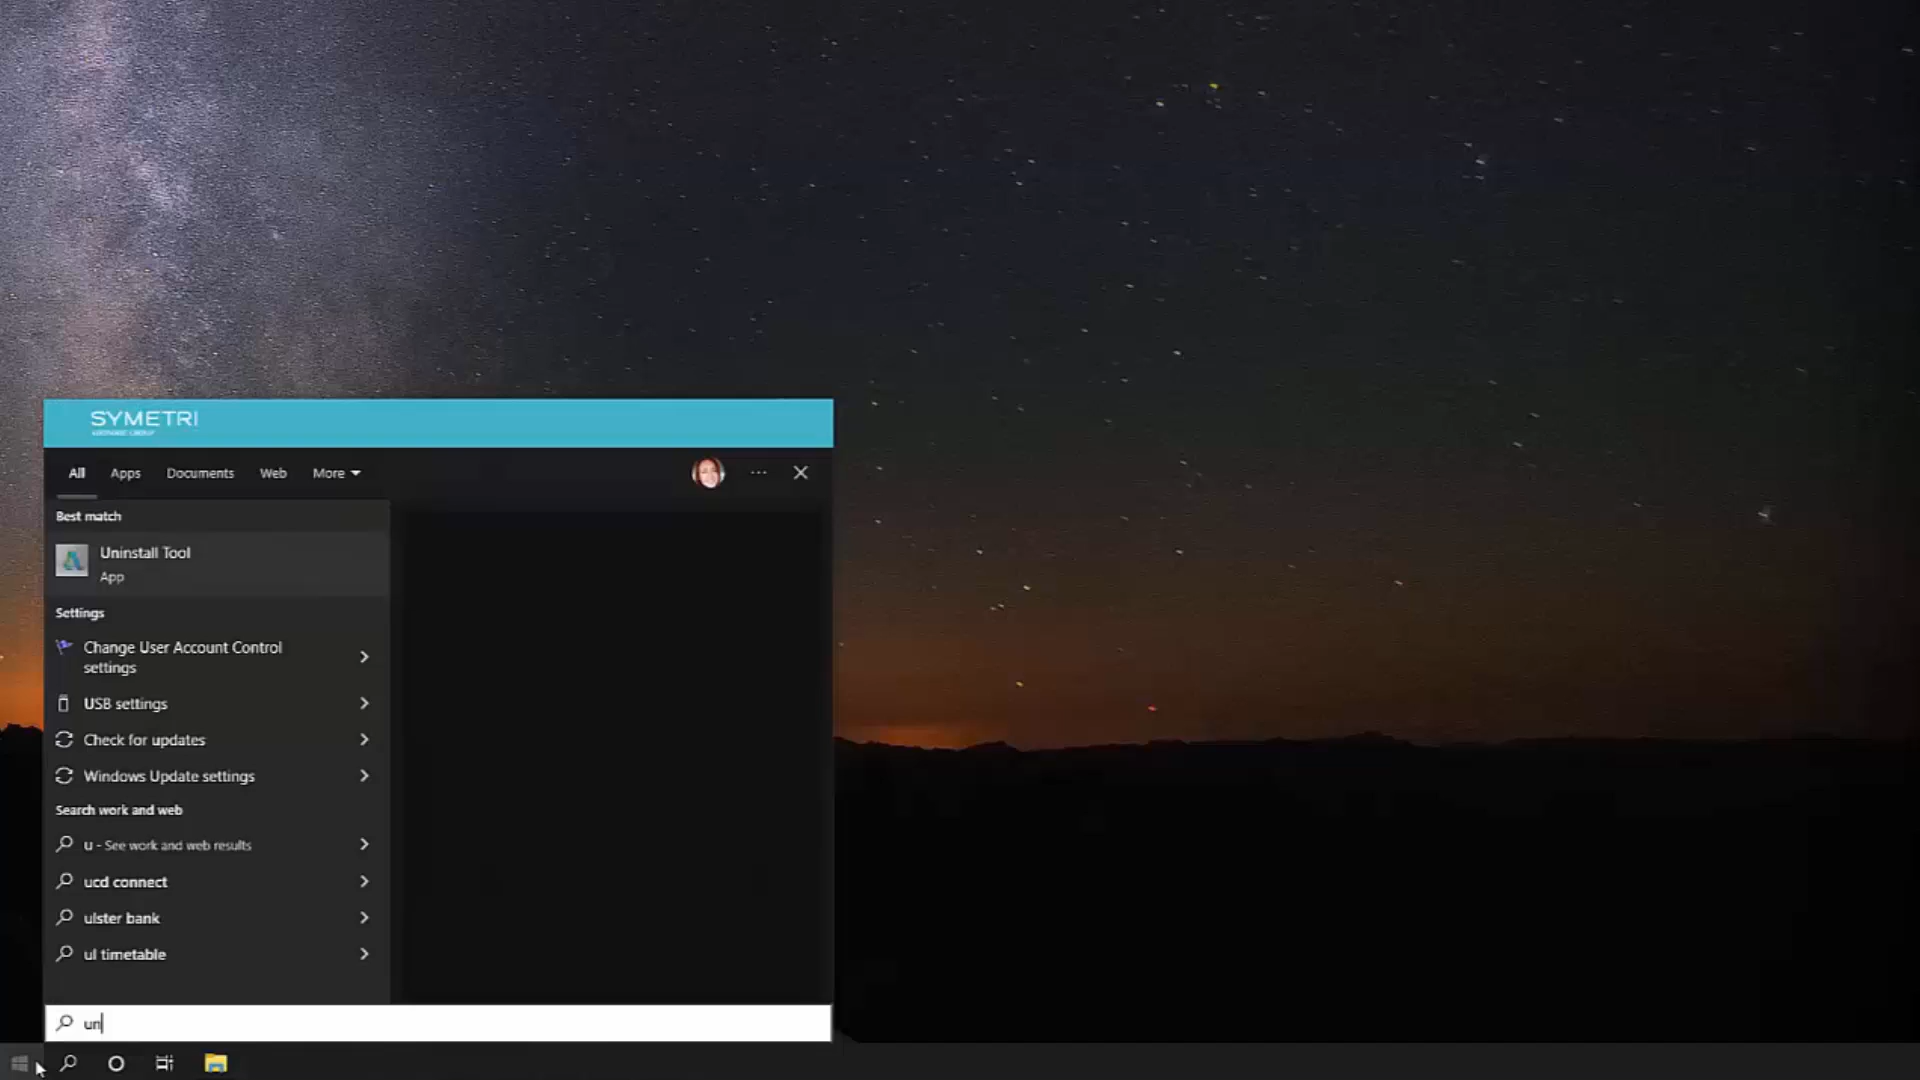 SYMETRI
All Apps Documents Web More
Best match
Uninstall Tool
App
Settings
Change User Account Control
settings
USB settings
Check for updates
Windows Update settings
Search work and web
u - See work and web results
ucd connect
ulster bank
ul timetable
un